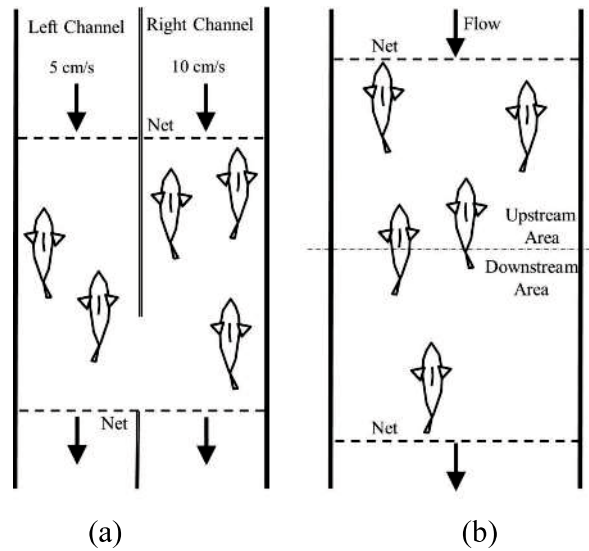 Left Channel
Right Channel
5 cm/s
10 cm/s
Net
Net
(a)
Flow
Net
Upstream
Area
Downstream
Area
Net
(b)